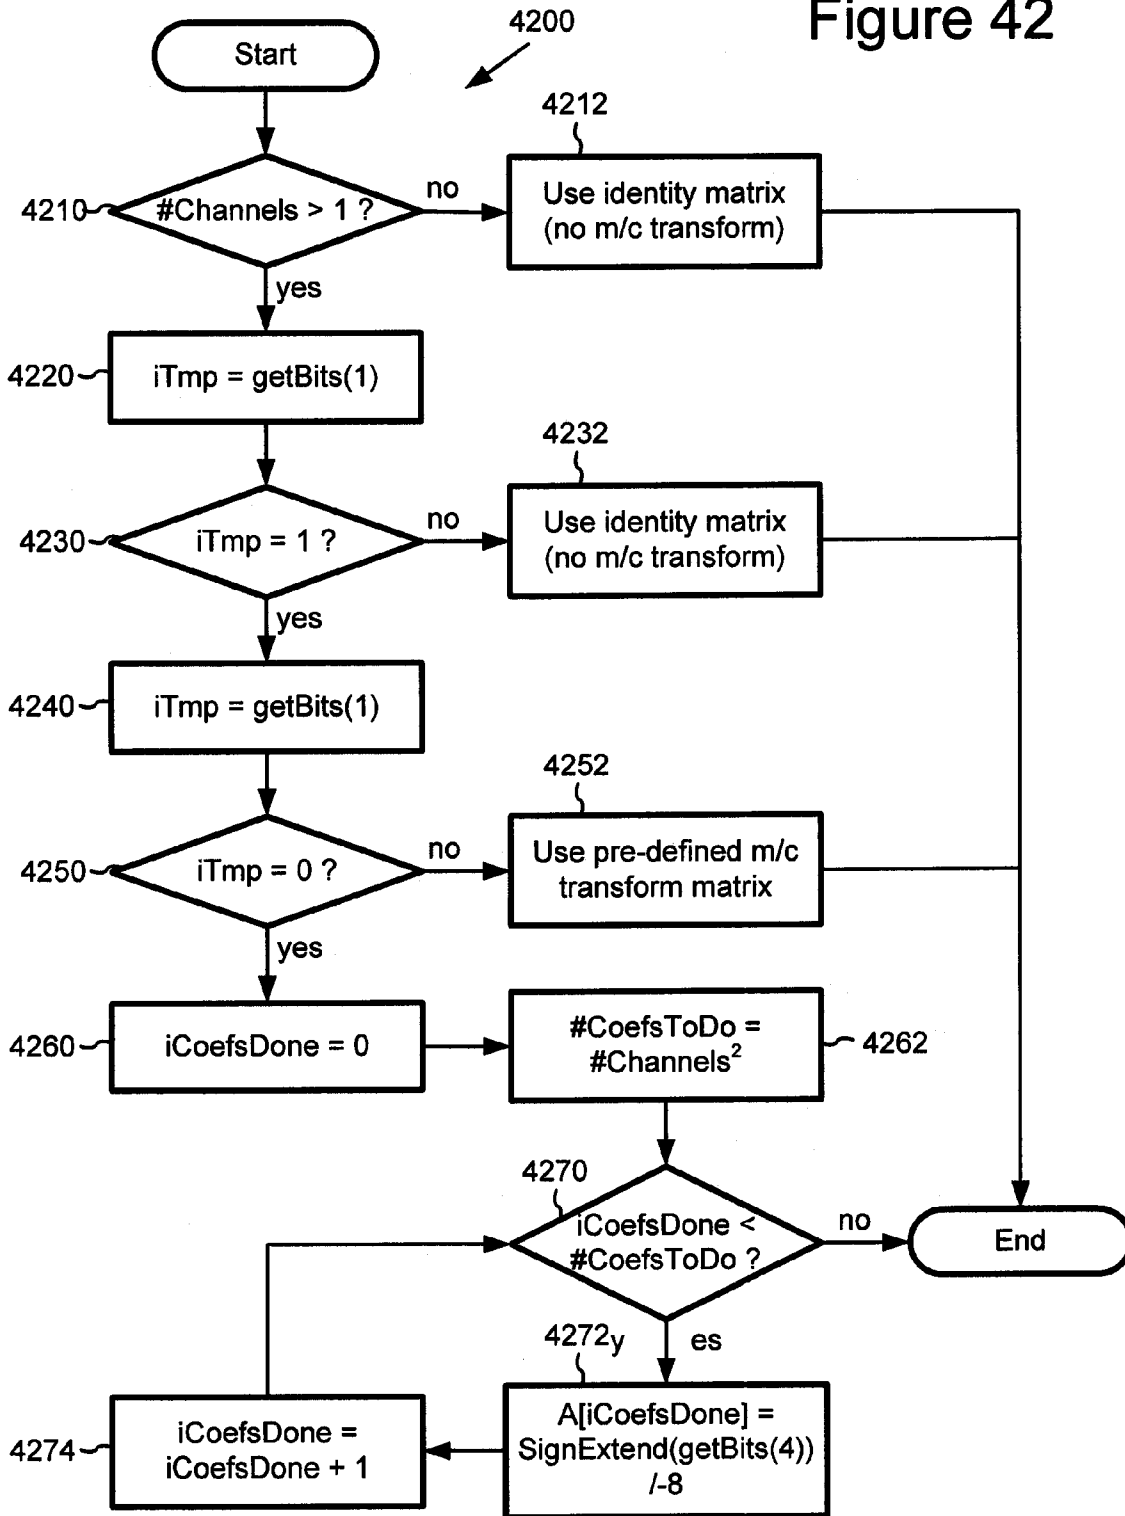 Figure 42
4200
Start
4212
4210
#Channels > 1 ?
no
Use identity matrix
(no m/c transform)
yes
4220
iTmp = getBits(1)
4232
4230
iTmp = 1 ?
no
Use identity matrix
(no m/c transform)
yes
4240
iTmp = getBits(1)
4252
4250
iTmp = 0 ?
no
Use pre-defined m/c
transform matrix
yes
4260
iCoefsDone = 0
#CoefsToDo =
#Channels²
4262
4270
iCoefsDone <
#CoefsToDo ?
no
End
4272y
es
4274
iCoefsDone =
iCoefsDone + 1
A[iCoefsDone] =
SignExtend(getBits(4))
/-8